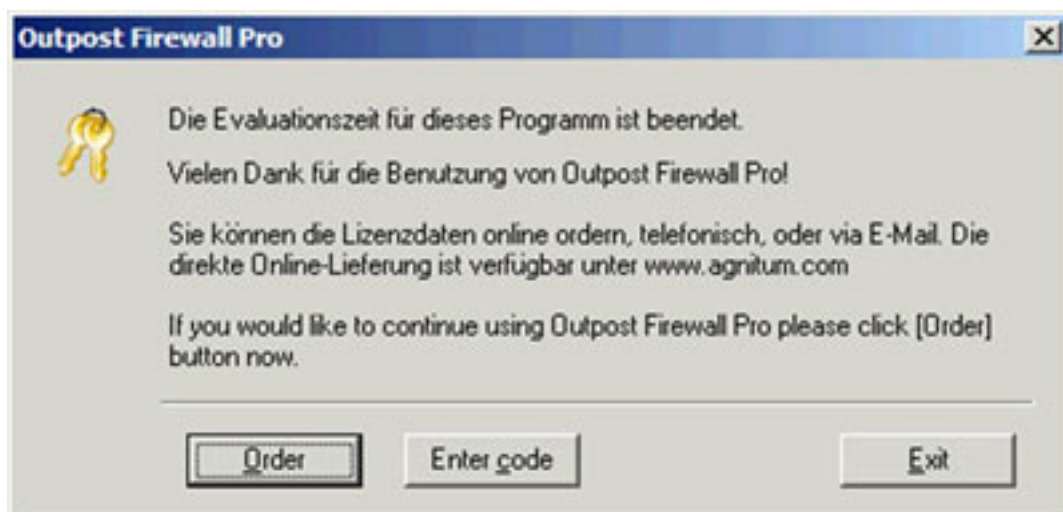 Outpost Firewall Pro
Die Evaluationszeit für dieses Programm ist beendet.
Vielen Dank für die Benutzung von Outpost Firewall Pro!
Sie können die Lizenzdaten online ordern, telefonisch, oder via E-Mail. Die
direkte Online-Lieferung ist verfügbar unter www.agnitum.com
If you would like to continue using Outpost Firewall Pro please click [Order]
button now.
Order Enter code Exit